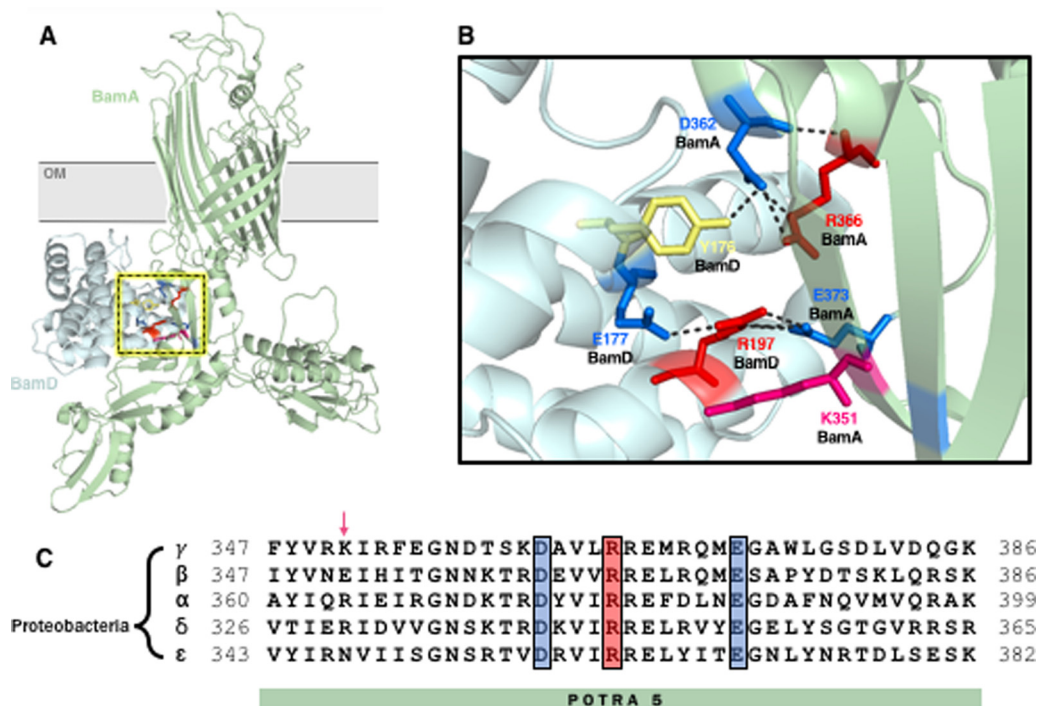 A
BamA
OM
BamD
B
D362
BamA
R366
BamA
Y176
BamD
E373
BamA
E177
BamD
R197
BamD
K351
BamA
C
Proteobacteria
γ 347 FYVRKIRFEGNDTSKDAVLRREMRQMEGAWLGSDLVDQGK 386
β 347 IYVNEIHITGNNKTRDEVVRRELRQMESAPYDTSKLQRSK 386
α 360 AYIQRIEIRGNDKTRDYVIRREFDLNEGDAFNQVMVQRAK 399
δ 326 VTIERIDVVGNSKTRDKVIRRELRVYEGELYSGTGVRRSR 365
ε 343 VYIRNVIISGNSRTVDRVIRRELYITEGNLYNRTDLSESK 382
POTRA 5